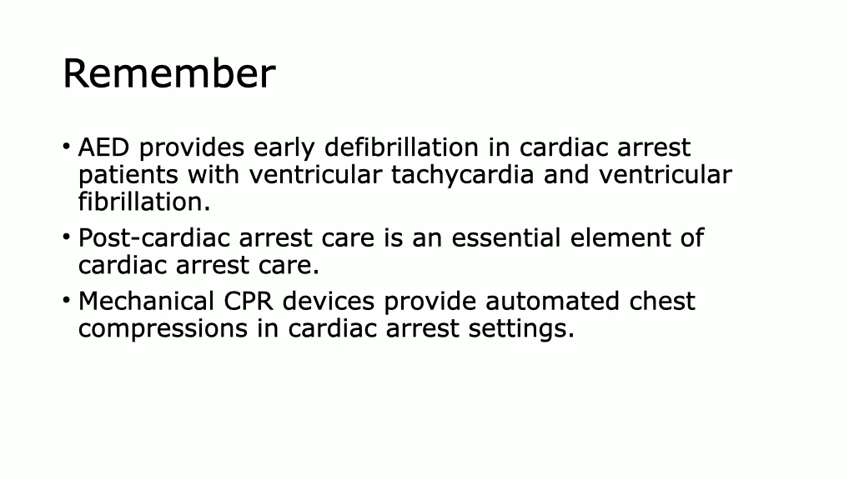 Remember
• AED provides early defibrillation in cardiac arrest
patients with ventricular tachycardia and ventricular
fibrillation.
• Post-cardiac arrest care is an essential element of
cardiac arrest care.
• Mechanical CPR devices provide automated chest
compressions in cardiac arrest settings.